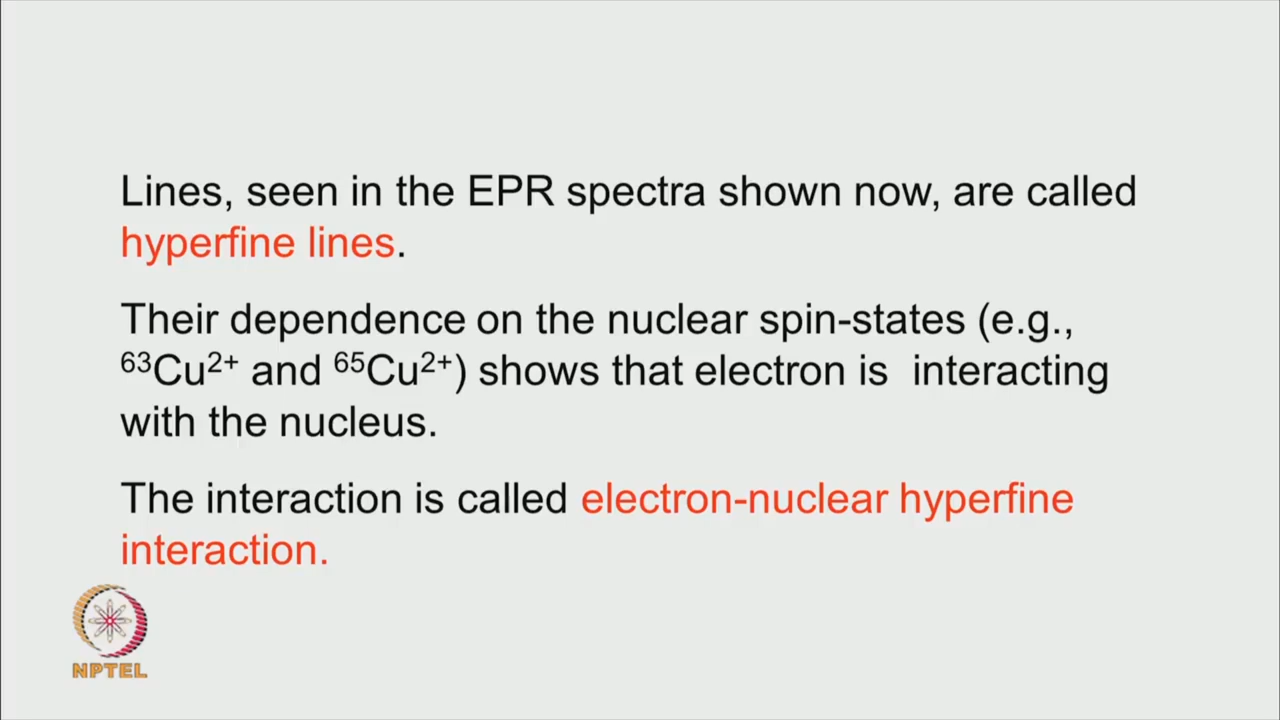 Lines, seen in the EPR spectra shown now, are called
hyperfine lines.
Their dependence on the nuclear spin-states (e.g.,
⁶³Cu²⁺ and ⁶⁵Cu²⁺) shows that electron is interacting
with the nucleus.
The interaction is called electron-nuclear hyperfine
interaction.
NPTEL